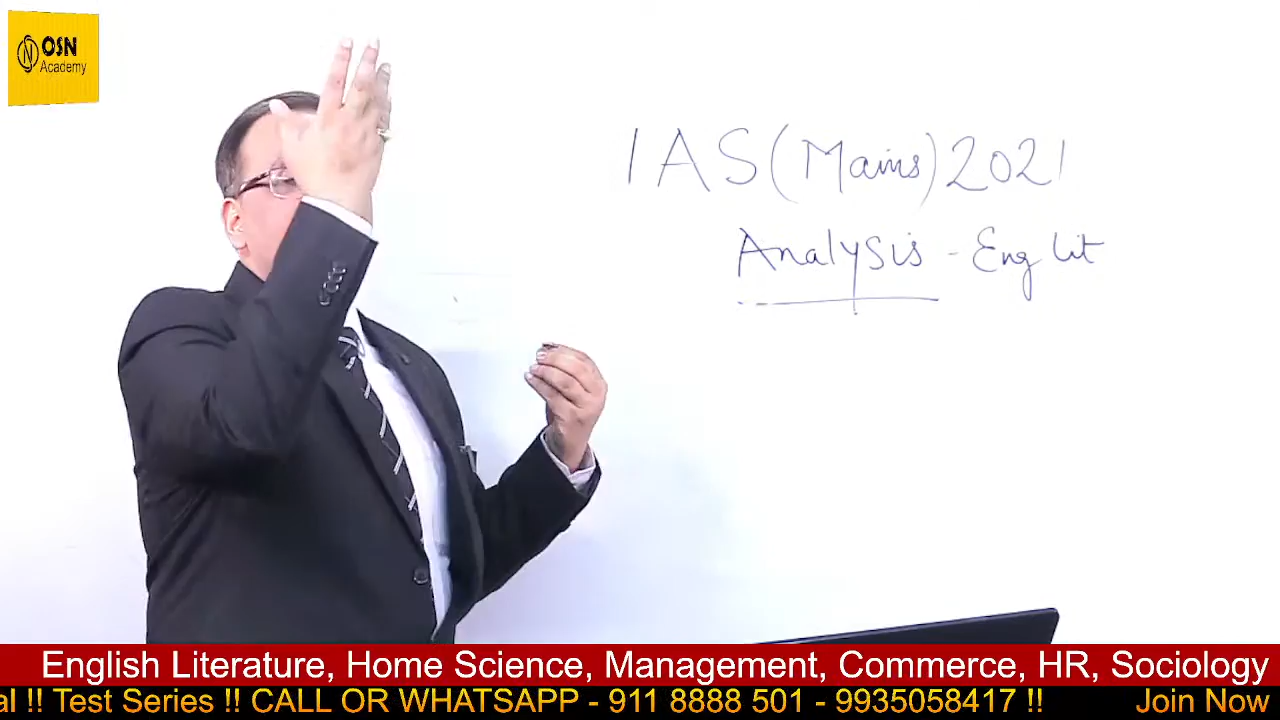 OSN
Academy
IAS (Mains) 2021
Analysis - Eng Lit
English Literature, Home Science, Management, Commerce, HR, Sociology
!! Test Series !! CALL OR WHATSAPP - 911 8888 501 - 9935058417 !! Join Now